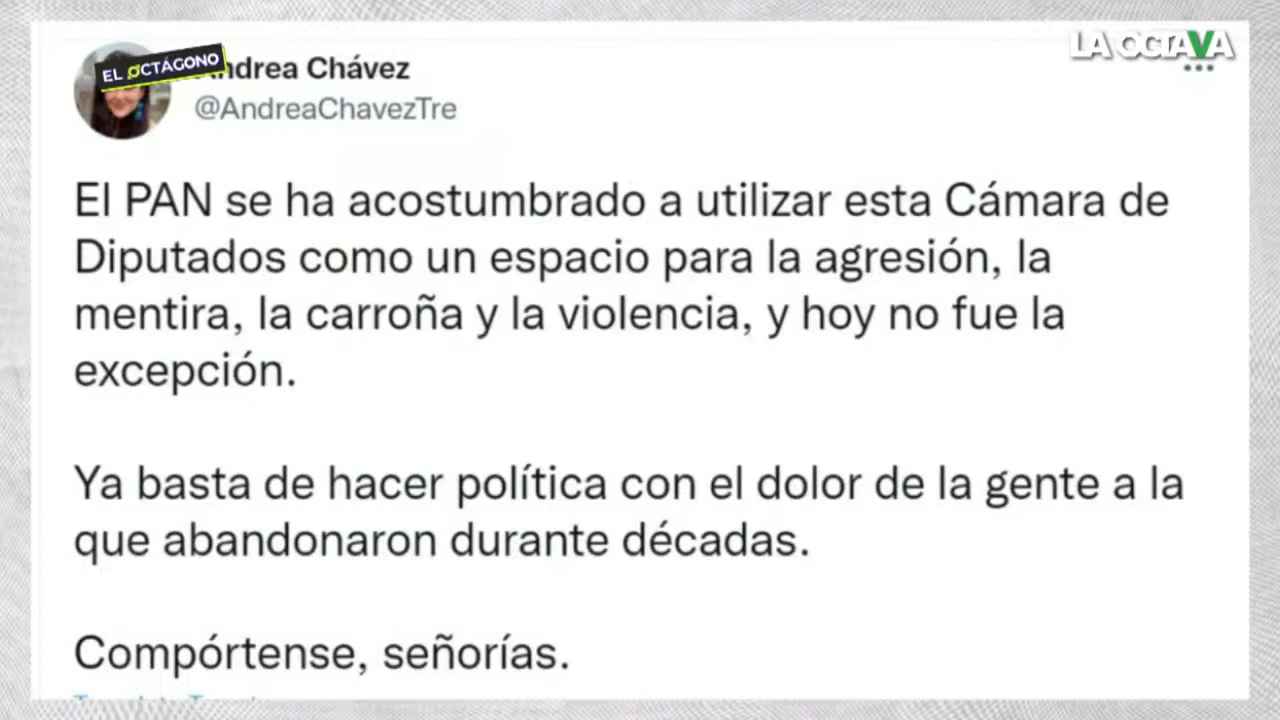 LA OCTAVA
EL OCTÁGONO
ndrea Chávez
@AndreaChavezTre
El PAN se ha acostumbrado a utilizar esta Cámara de
Diputados como un espacio para la agresión, la
mentira, la carroña y la violencia, y hoy no fue la
excepción.
Ya basta de hacer política con el dolor de la gente a la
que abandonaron durante décadas.
Compórtense, señorías.